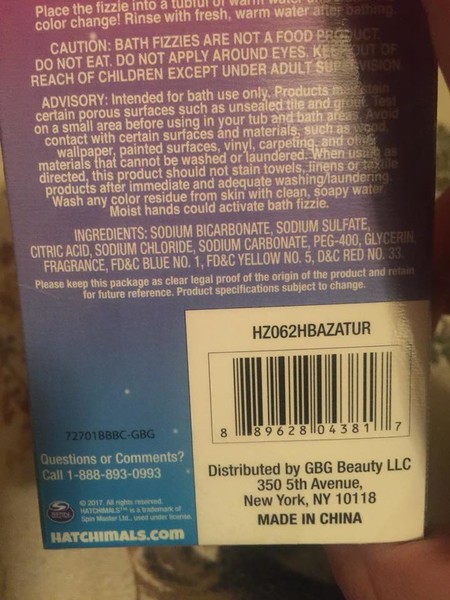 Place the fizzie into a tubful of warm water
color change! Rinse with fresh, warm water after bathing.
CAUTION: BATH FIZZIES ARE NOT A FOOD PRODUCT.
DO NOT EAT. DO NOT APPLY AROUND EYES. KEEP OUT OF
REACH OF CHILDREN EXCEPT UNDER ADULT SUPERVISION.
ADVISORY: Intended for bath use only. Products may stain
certain porous surfaces such as unsealed tile and grout. Test
on a small area before using in your tub and bath areas. Avoid
contact with certain surfaces and materials, such as wood,
wallpaper, painted surfaces, vinyl, carpeting, and other
materials that cannot be washed or laundered. When used as
directed, this product should not stain towels, linens or textile
products after immediate and adequate washing/laundering.
Wash any color residue from skin with clean, soapy water.
Moist hands could activate bath fizzie.
INGREDIENTS: SODIUM BICARBONATE, SODIUM SULFATE,
CITRIC ACID, SODIUM CHLORIDE, SODIUM CARBONATE, PEG-400, GLYCERIN,
FRAGRANCE, FD&C BLUE NO. 1, FD&C YELLOW NO. 5, D&C RED NO. 33.
Please keep this package as clear legal proof of the origin of the product and retain
for future reference. Product specifications subject to change.
HZ062HBAZATUR
8 89628 04381 7
72701BBBC-GBG
Questions or Comments?
Call 1-888-893-0993
Distributed by GBG Beauty LLC
350 5th Avenue,
New York, NY 10118
MADE IN CHINA
© 2017. All rights reserved.
HATCHIMALS™ is a trademark of
Spin Master Ltd., used under license.
HATCHIMALS.COM